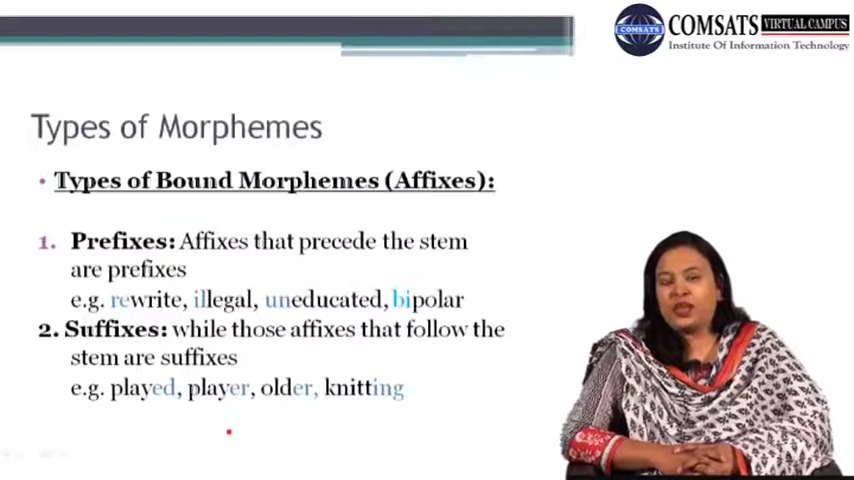 COMSATS VIRTUAL CAMPUS
COMSATS
Institute Of Information Technology
Types of Morphemes
• Types of Bound Morphemes (Affixes):
1. Prefixes: Affixes that precede the stem
are prefixes
e.g. rewrite, illegal, uneducated, bipolar
2. Suffixes: while those affixes that follow the
stem are suffixes
e.g. played, player, older, knitting